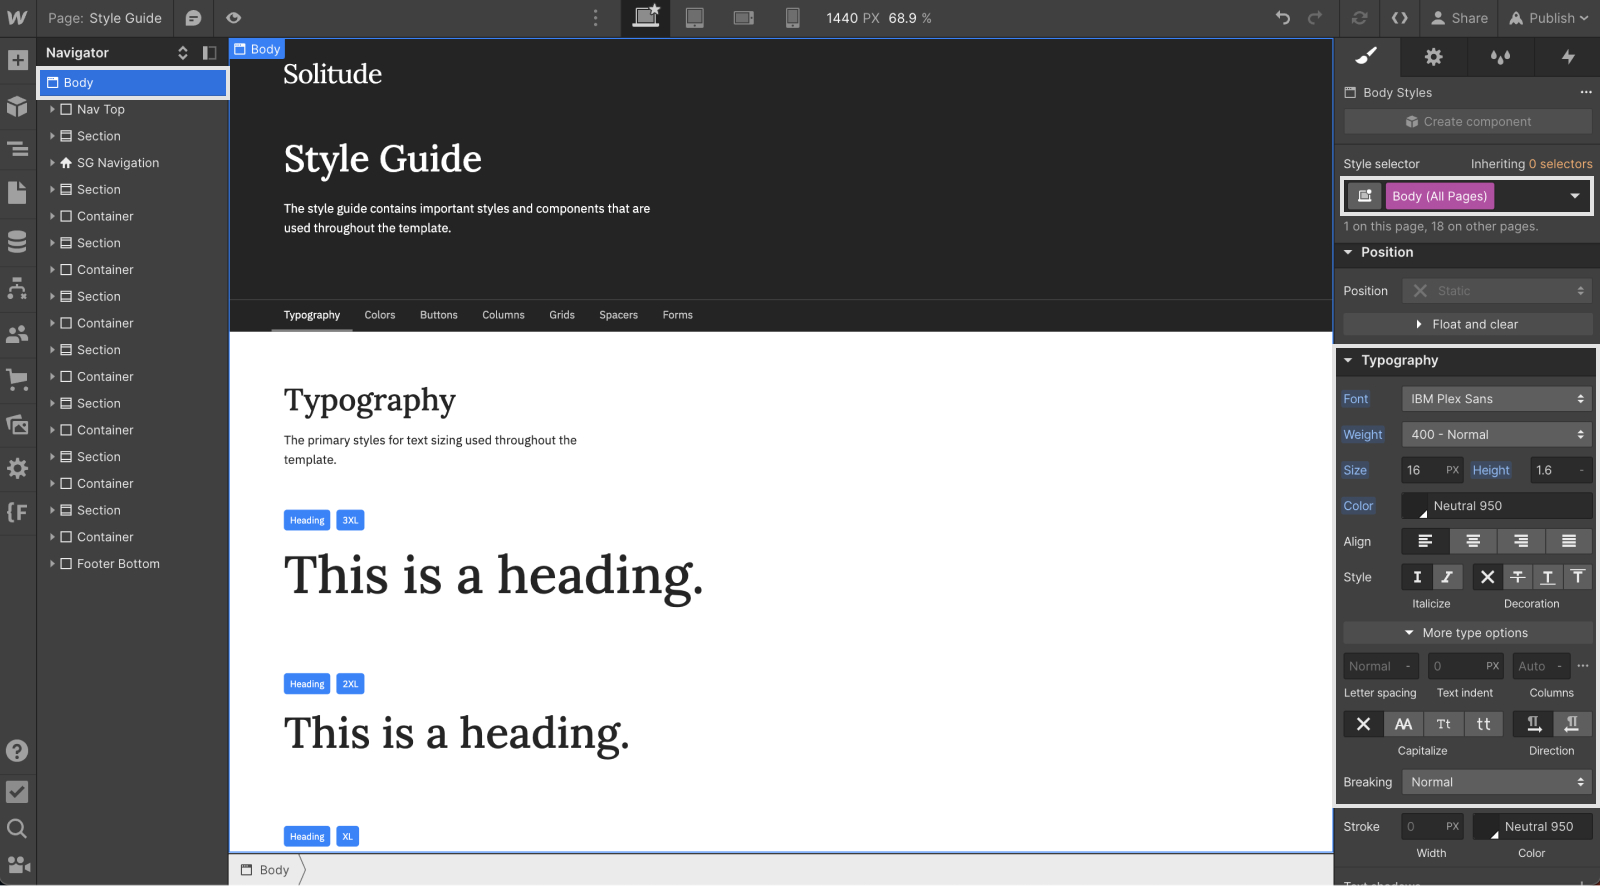 Page: Style Guide
1440 PX 68.9 %
Share
Publish
Navigator
Body
Nav Top
Section
SG Navigation
Section
Container
Section
Container
Section
Container
Section
Container
Section
Container
Section
Container
Section
Container
Footer Bottom
Body
Solitude
Style Guide
The style guide contains important styles and components that are
used throughout the template.
Typography Colors Buttons Columns Grids Spacers Forms
Typography
The primary styles for text sizing used throughout the
template.
Heading 3XL
This is a heading.
Heading 2XL
This is a heading.
Heading XL
Body
Body Styles
Create component
Style selector Inheriting 0 selectors
Body (All Pages)
1 on this page, 18 on other pages.
Position
Position Static
Float and clear
Typography
Font IBM Plex Sans
Weight 400 - Normal
Size 16 PX Height 1.6 -
Color Neutral 950
Align
Style
Italicize Decoration
More type options
Normal - 0 PX Auto -
Letter spacing Text indent Columns
AA Tt tt
Capitalize Direction
Breaking Normal
Stroke 0 PX Neutral 950
Width Color